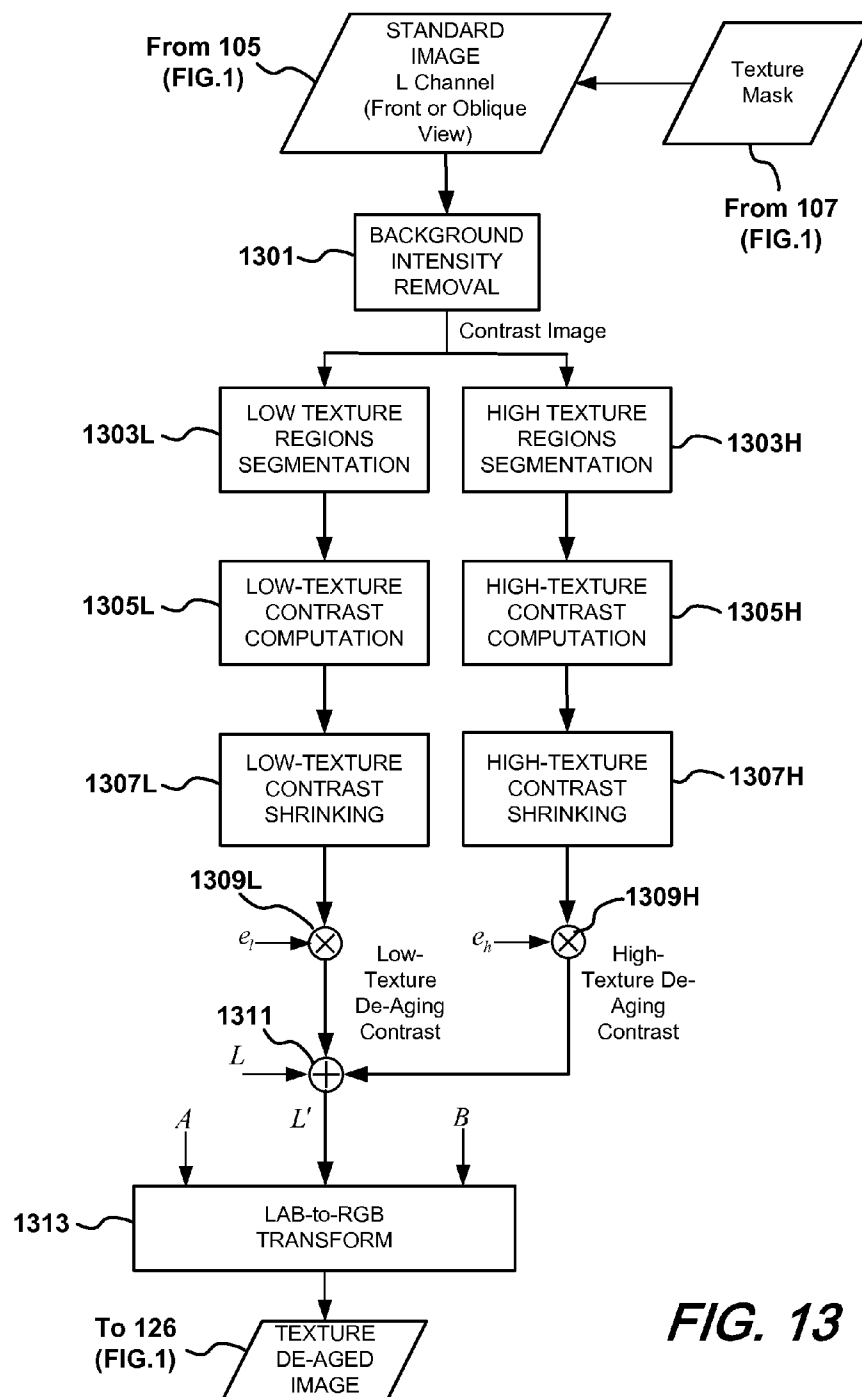 From 105
(FIG.1)
STANDARD
IMAGE
L Channel
(Front or Oblique
View)
Texture
Mask
From 107
(FIG.1)
1301
BACKGROUND
INTENSITY
REMOVAL
Contrast Image
1303L
LOW TEXTURE
REGIONS
SEGMENTATION
HIGH TEXTURE
REGIONS
SEGMENTATION
1303H
1305L
LOW-TEXTURE
CONTRAST
COMPUTATION
HIGH-TEXTURE
CONTRAST
COMPUTATION
1305H
1307L
LOW-TEXTURE
CONTRAST
SHRINKING
HIGH-TEXTURE
CONTRAST
SHRINKING
1307H
1309L
1309H
el
Low-
Texture
De-Aging
Contrast
eh
High-
Texture De-
Aging
Contrast
1311
L
L'
A
B
1313
LAB-to-RGB
TRANSFORM
To 126
(FIG.1)
TEXTURE
DE-AGED
IMAGE
FIG. 13